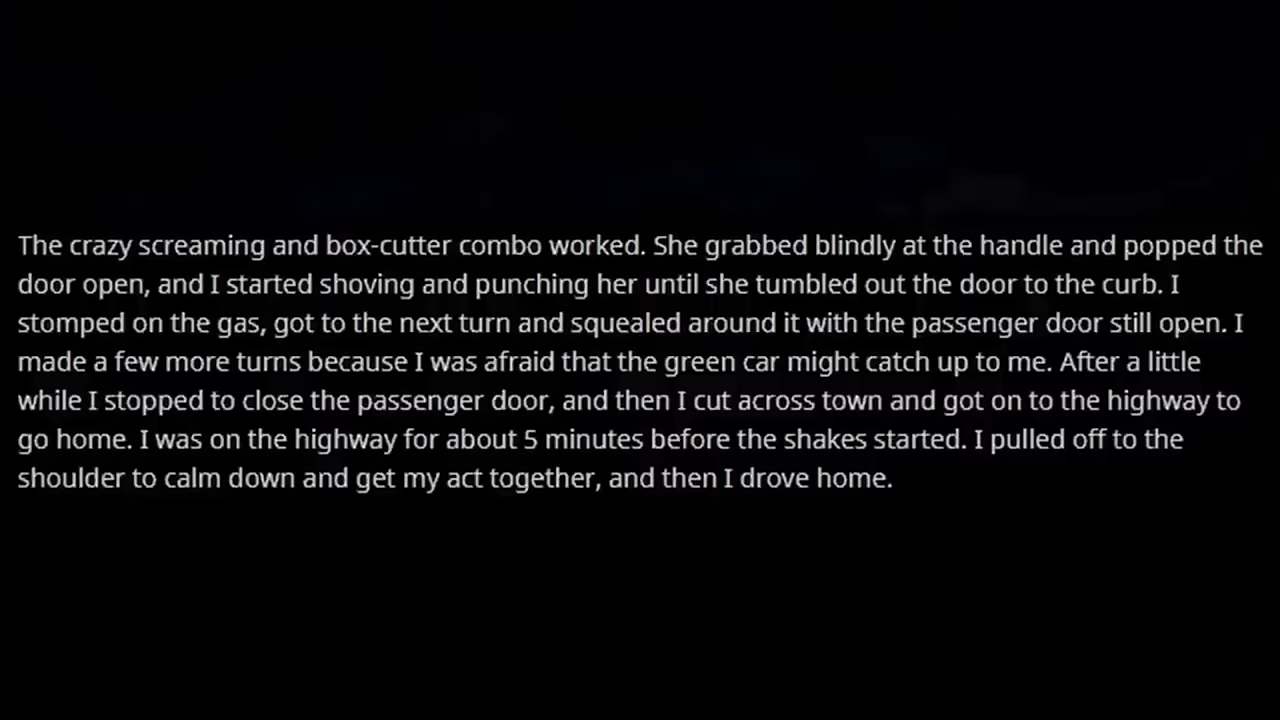 The crazy screaming and box-cutter combo worked. She grabbed blindly at the handle and popped the
door open, and I started shoving and punching her until she tumbled out the door to the curb. I
stomped on the gas, got to the next turn and squealed around it with the passenger door still open. I
made a few more turns because I was afraid that the green car might catch up to me. After a little
while I stopped to close the passenger door, and then I cut across town and got on to the highway to
go home. I was on the highway for about 5 minutes before the shakes started. I pulled off to the
shoulder to calm down and get my act together, and then I drove home.